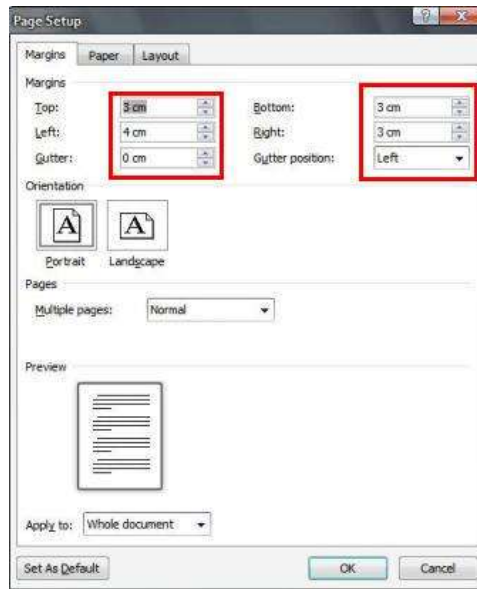 Page Setup
Margins Paper Layout
Margins
Top: 3 cm Bottom: 3 cm
Left: 4 cm Right: 3 cm
Gutter: 0 cm Gutter position: Left
Orientation
A A
Portrait Landscape
Pages
Multiple pages: Normal
Preview
Apply to: Whole document
Set As Default OK Cancel